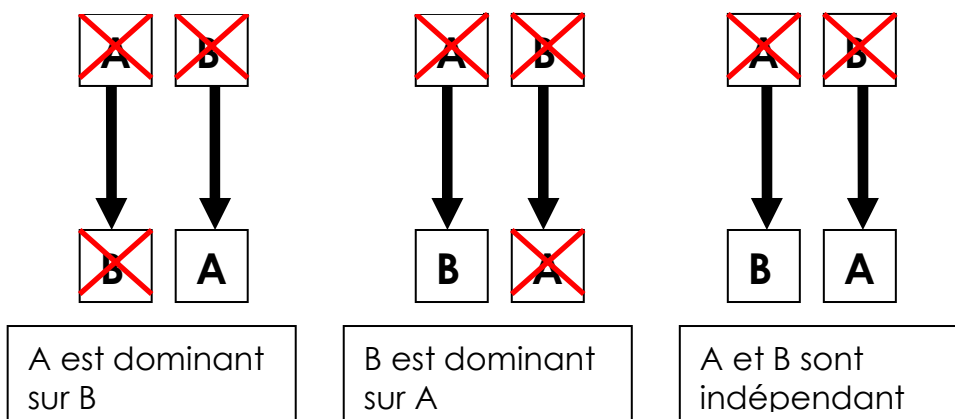 A B A B A B
B A B A B A
A est dominant
sur B
B est dominant
sur A
A et B sont
indépendant